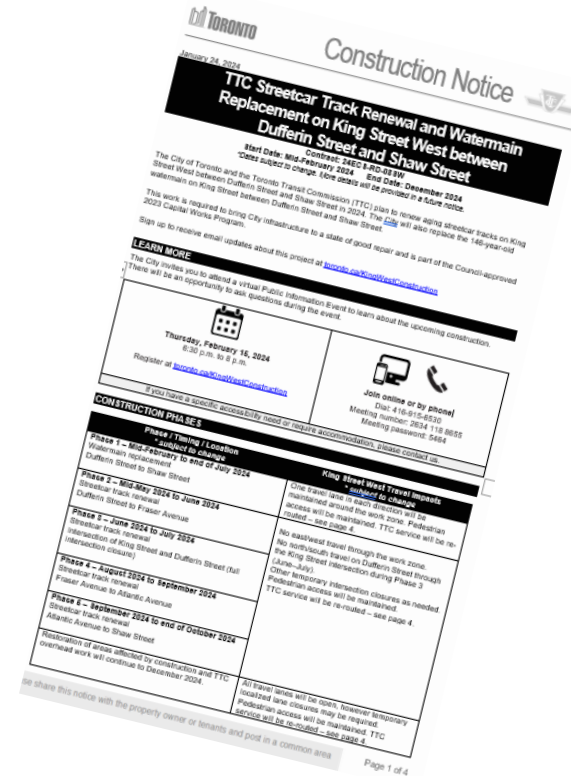 TORONTO
Construction Notice
January 24, 2024
TTC Streetcar Track Renewal and Watermain
Replacement on King Street West between
Dufferin Street and Shaw Street
Contract: 24ECS-RD-088W
Start Date: Mid-February 2024 End Date: December 2024
*Dates subject to change. More details will be provided in a future notice.
The City of Toronto and the Toronto Transit Commission (TTC) plan to renew aging streetcar tracks on King
Street West between Dufferin Street and Shaw Street in 2024. The City will also replace the 146-year-old
watermain on King Street between Dufferin Street and Shaw Street.
This work is required to bring City infrastructure to a state of good repair and is part of the Council-approved
2023 Capital Works Program.
Sign up to receive email updates about this project at toronto.ca/KingWestConstruction
LEARN MORE
The City invites you to attend a virtual Public Information Event to learn about the upcoming construction.
There will be an opportunity to ask questions during the event.
Thursday, February 15, 2024
6:30 p.m. to 8 p.m.
Register at toronto.ca/KingWestConstruction
Join online or by phone
Dial: 416-915-6530
Meeting number: 2634 118 8655
Meeting password: 5464
If you have a specific accessibility need or require accommodation, please contact us.
CONSTRUCTION PHASES
Phase / Timing / Location
* subject to change
King Street West Travel Impacts
* subject to change
Phase 1 – Mid-February to end of July 2024
Watermain replacement
Dufferin Street to Shaw Street
One travel lane in each direction will be
maintained around the work zone. Pedestrian
access will be maintained. TTC service will be re-
routed – see page 4.
Phase 2 – Mid-May 2024 to June 2024
Streetcar track renewal
Dufferin Street to Fraser Avenue
Phase 3 – June 2024 to July 2024
Streetcar track renewal
Intersection of King Street and Dufferin Street (full
intersection closure)
Phase 4 – August 2024 to September 2024
Streetcar track renewal
Fraser Avenue to Atlantic Avenue
Phase 5 – September 2024 to end of October 2024
Streetcar track renewal
Atlantic Avenue to Shaw Street
No east/west travel through the work zone.
No north/south travel on Dufferin Street through
the King Street intersection during Phase 3
(June–July).
Other temporary intersection closures as needed.
Pedestrian access will be maintained.
TTC service will be re-routed – see page 4.
Restoration of areas affected by construction and TTC
overhead work will continue to December 2024.
All travel lanes will be open, however temporary
localized lane closures may be required.
Pedestrian access will be maintained. TTC
service will be re-routed – see page 4.
se share this notice with the property owner or tenants and post in a common area
Page 1 of 4